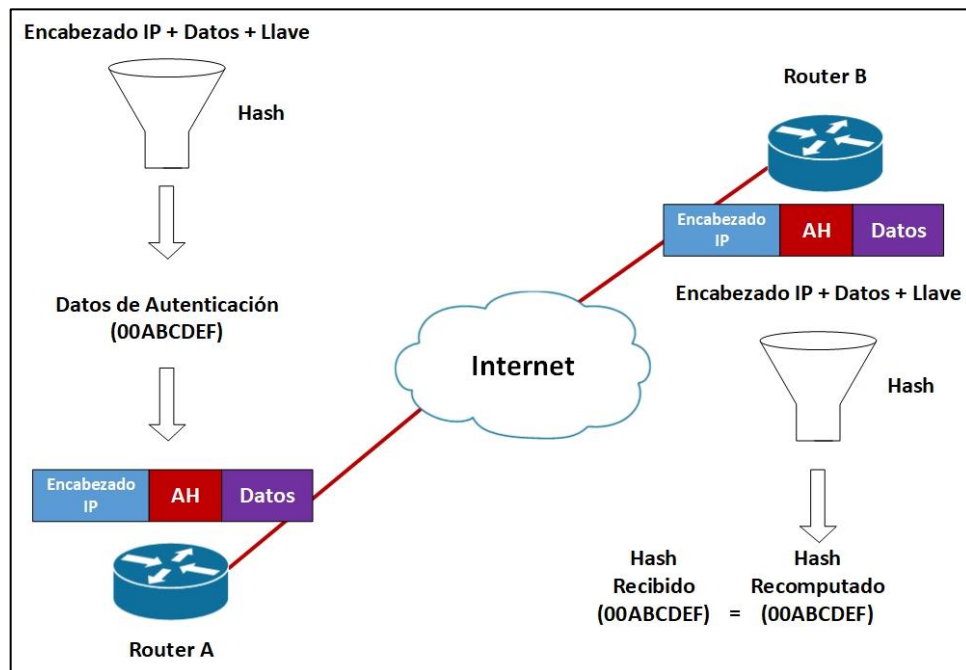 Encabezado IP + Datos + Llave
Hash
Datos de Autenticación
(00ABCDEF)
Encabezado
IP
AH
Datos
Router A
Internet
Router B
Encabezado
IP
AH
Datos
Encabezado IP + Datos + Llave
Hash
Hash
Recibido
(00ABCDEF)
=
Hash
Recomputado
(00ABCDEF)